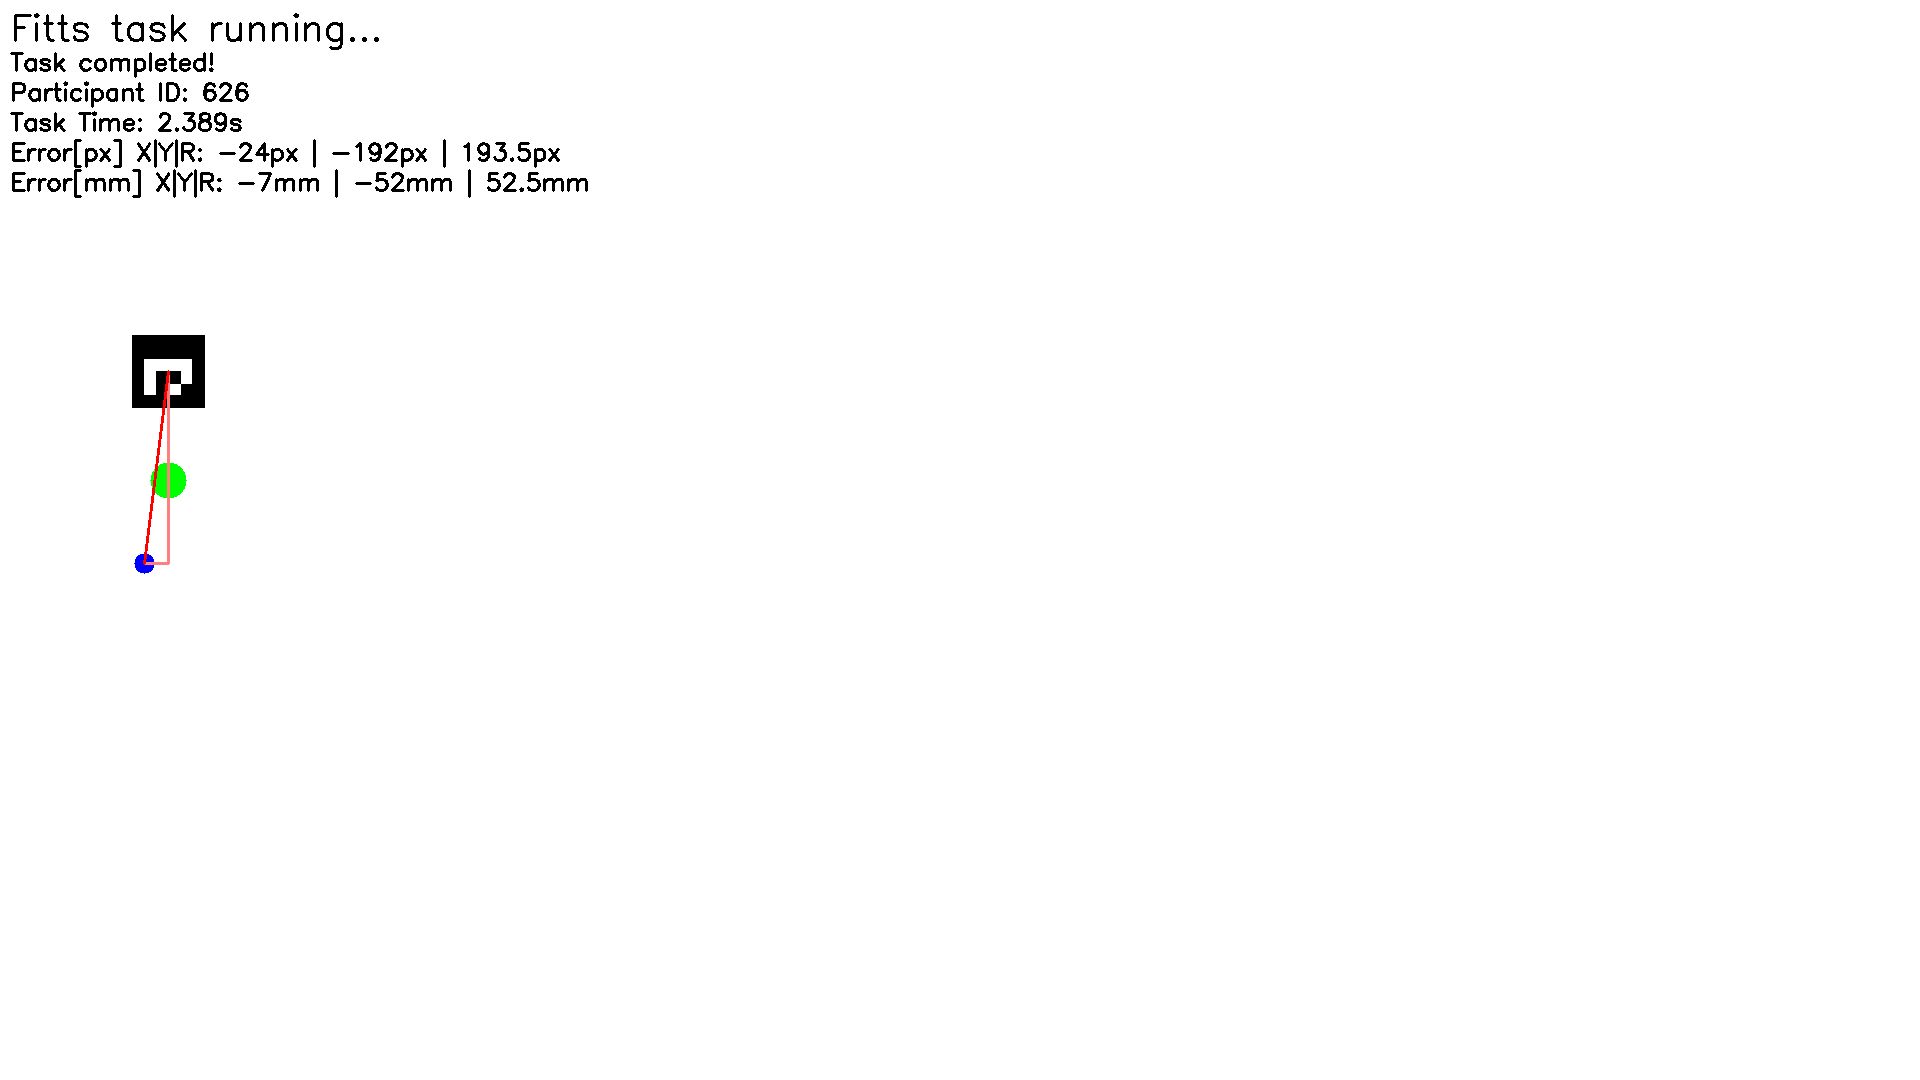 Fitts task running...
Task completed!
Participant ID: 626
Task Time: 2.389s
Error[px] X|Y|R: -24px | -192px | 193.5px
Error[mm] X|Y|R: -7mm | -52mm | 52.5mm